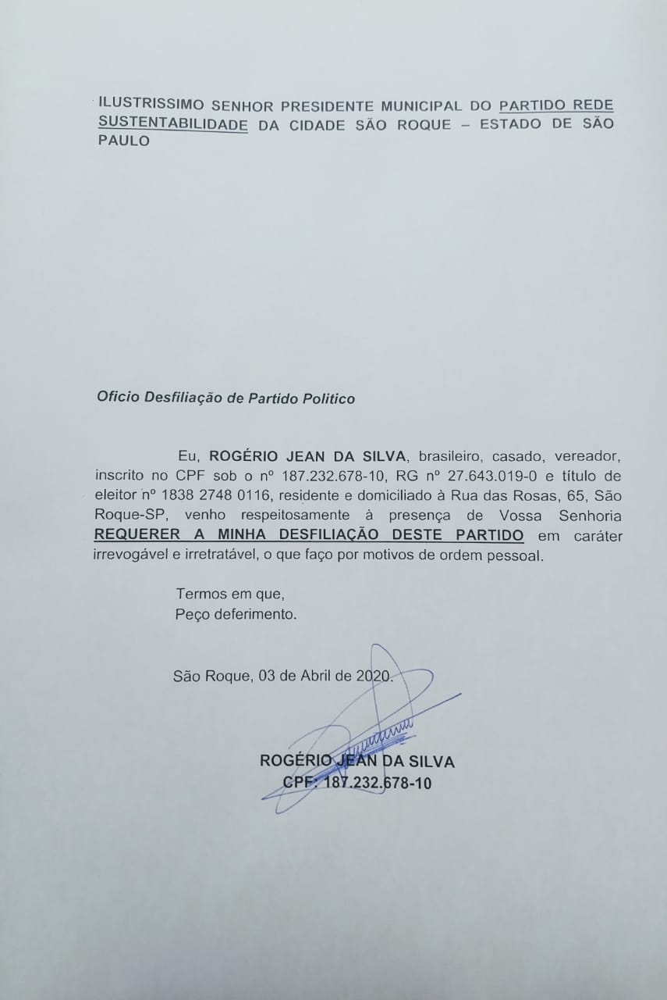 ILUSTRISSIMO SENHOR PRESIDENTE MUNICIPAL DO PARTIDO REDE
SUSTENTABILIDADE DA CIDADE SÃO ROQUE – ESTADO DE SÃO
PAULO
Oficio Desfiliação de Partido Politico
Eu, ROGÉRIO JEAN DA SILVA, brasileiro, casado, vereador,
inscrito no CPF sob o nº 187.232.678-10, RG nº 27.643.019-0 e título de
eleitor nº 1838 2748 0116, residente e domiciliado à Rua das Rosas, 65, São
Roque-SP, venho respeitosamente à presença de Vossa Senhoria
REQUERER A MINHA DESFILIAÇÃO DESTE PARTIDO em caráter
irrevogável e irretratável, o que faço por motivos de ordem pessoal.
Termos em que,
Peço deferimento.
São Roque, 03 de Abril de 2020.
ROGÉRIO JEAN DA SILVA
CPF: 187.232.678-10